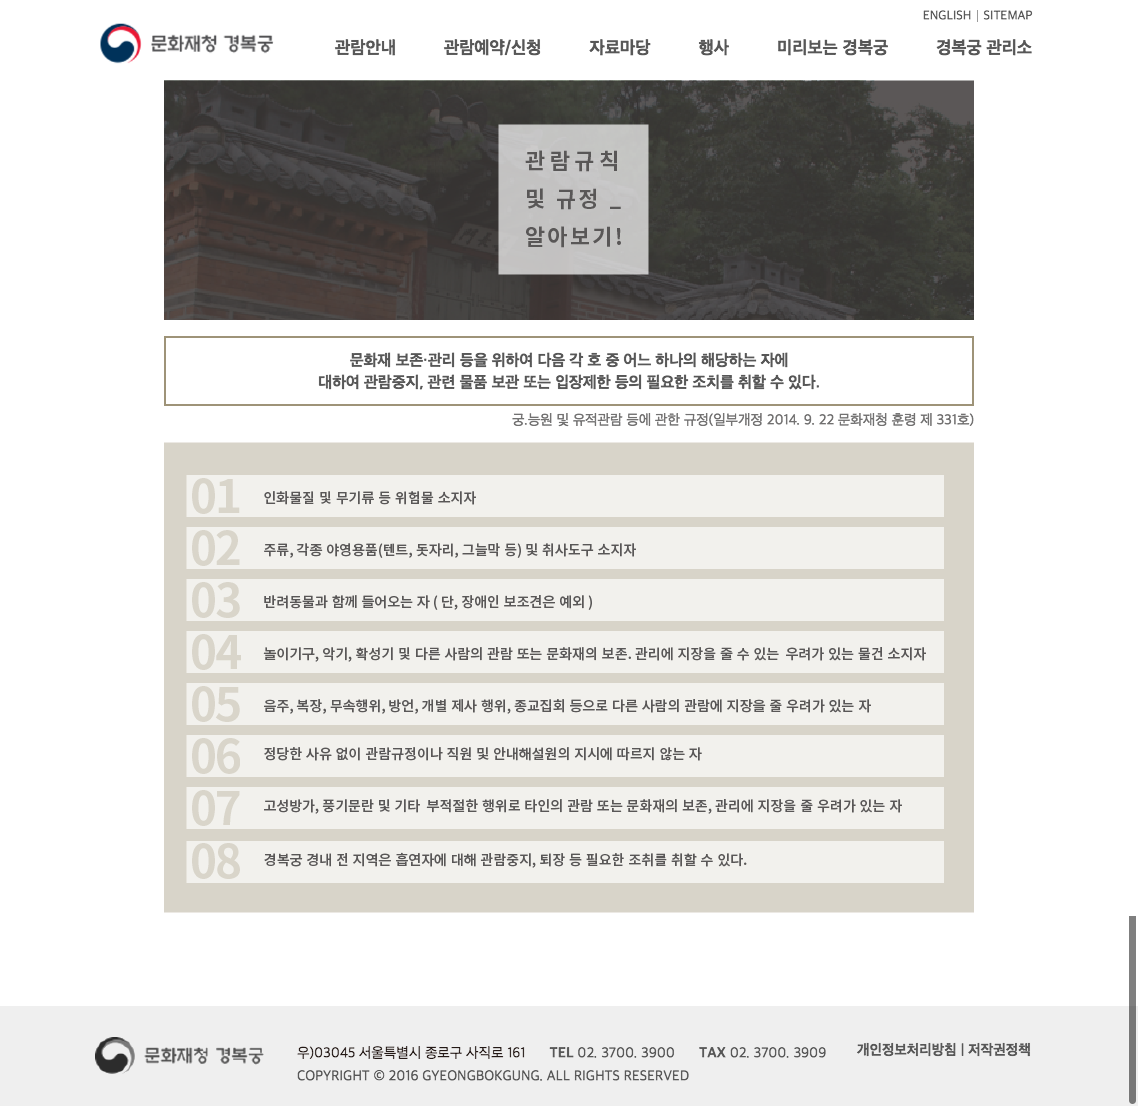 ENGLISH | SITEMAP
문화재청 경복궁
관람안내 관람예약/신청 자료마당 행사 미리보는 경복궁 경복궁 관리소
관람규칙
및 규정 _
알아보기!
문화재 보존·관리 등을 위하여 다음 각 호 중 어느 하나의 해당하는 자에
대하여 관람중지, 관련 물품 보관 또는 입장제한 등의 필요한 조치를 취할 수 있다.
궁.능원 및 유적관람 등에 관한 규정(일부개정 2014. 9. 22 문화재청 훈령 제 331호)
01 인화물질 및 무기류 등 위험물 소지자
02 주류, 각종 야영용품(텐트, 돗자리, 그늘막 등) 및 취사도구 소지자
03 반려동물과 함께 들어오는 자 ( 단, 장애인 보조견은 예외 )
04 놀이기구, 악기, 확성기 및 다른 사람의 관람 또는 문화재의 보존. 관리에 지장을 줄 수 있는 우려가 있는 물건 소지자
05 음주, 복장, 무속행위, 방언, 개별 제사 행위, 종교집회 등으로 다른 사람의 관람에 지장을 줄 우려가 있는 자
06 정당한 사유 없이 관람규정이나 직원 및 안내해설원의 지시에 따르지 않는 자
07 고성방가, 풍기문란 및 기타 부적절한 행위로 타인의 관람 또는 문화재의 보존, 관리에 지장을 줄 우려가 있는 자
08 경복궁 경내 전 지역은 흡연자에 대해 관람중지, 퇴장 등 필요한 조취를 취할 수 있다.
문화재청 경복궁
우)03045 서울특별시 종로구 사직로 161 TEL 02. 3700. 3900 TAX 02. 3700. 3909 개인정보처리방침 | 저작권정책
COPYRIGHT © 2016 GYEONGBOKGUNG. ALL RIGHTS RESERVED